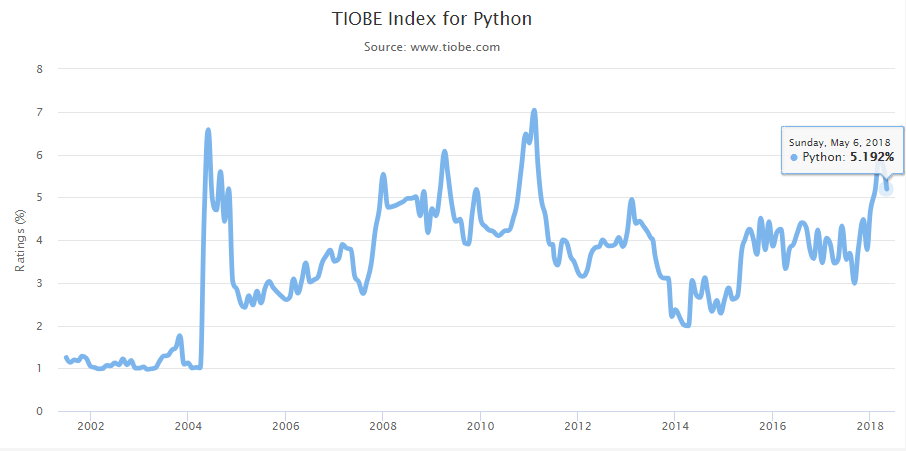 TIOBE Index for Python
Source: www.tiobe.com
Ratings (%)
8
7
6
5
4
3
2
1
0
Sunday, May 6, 2018
● Python: 5.192%
2002 2004 2006 2008 2010 2012 2014 2016 2018